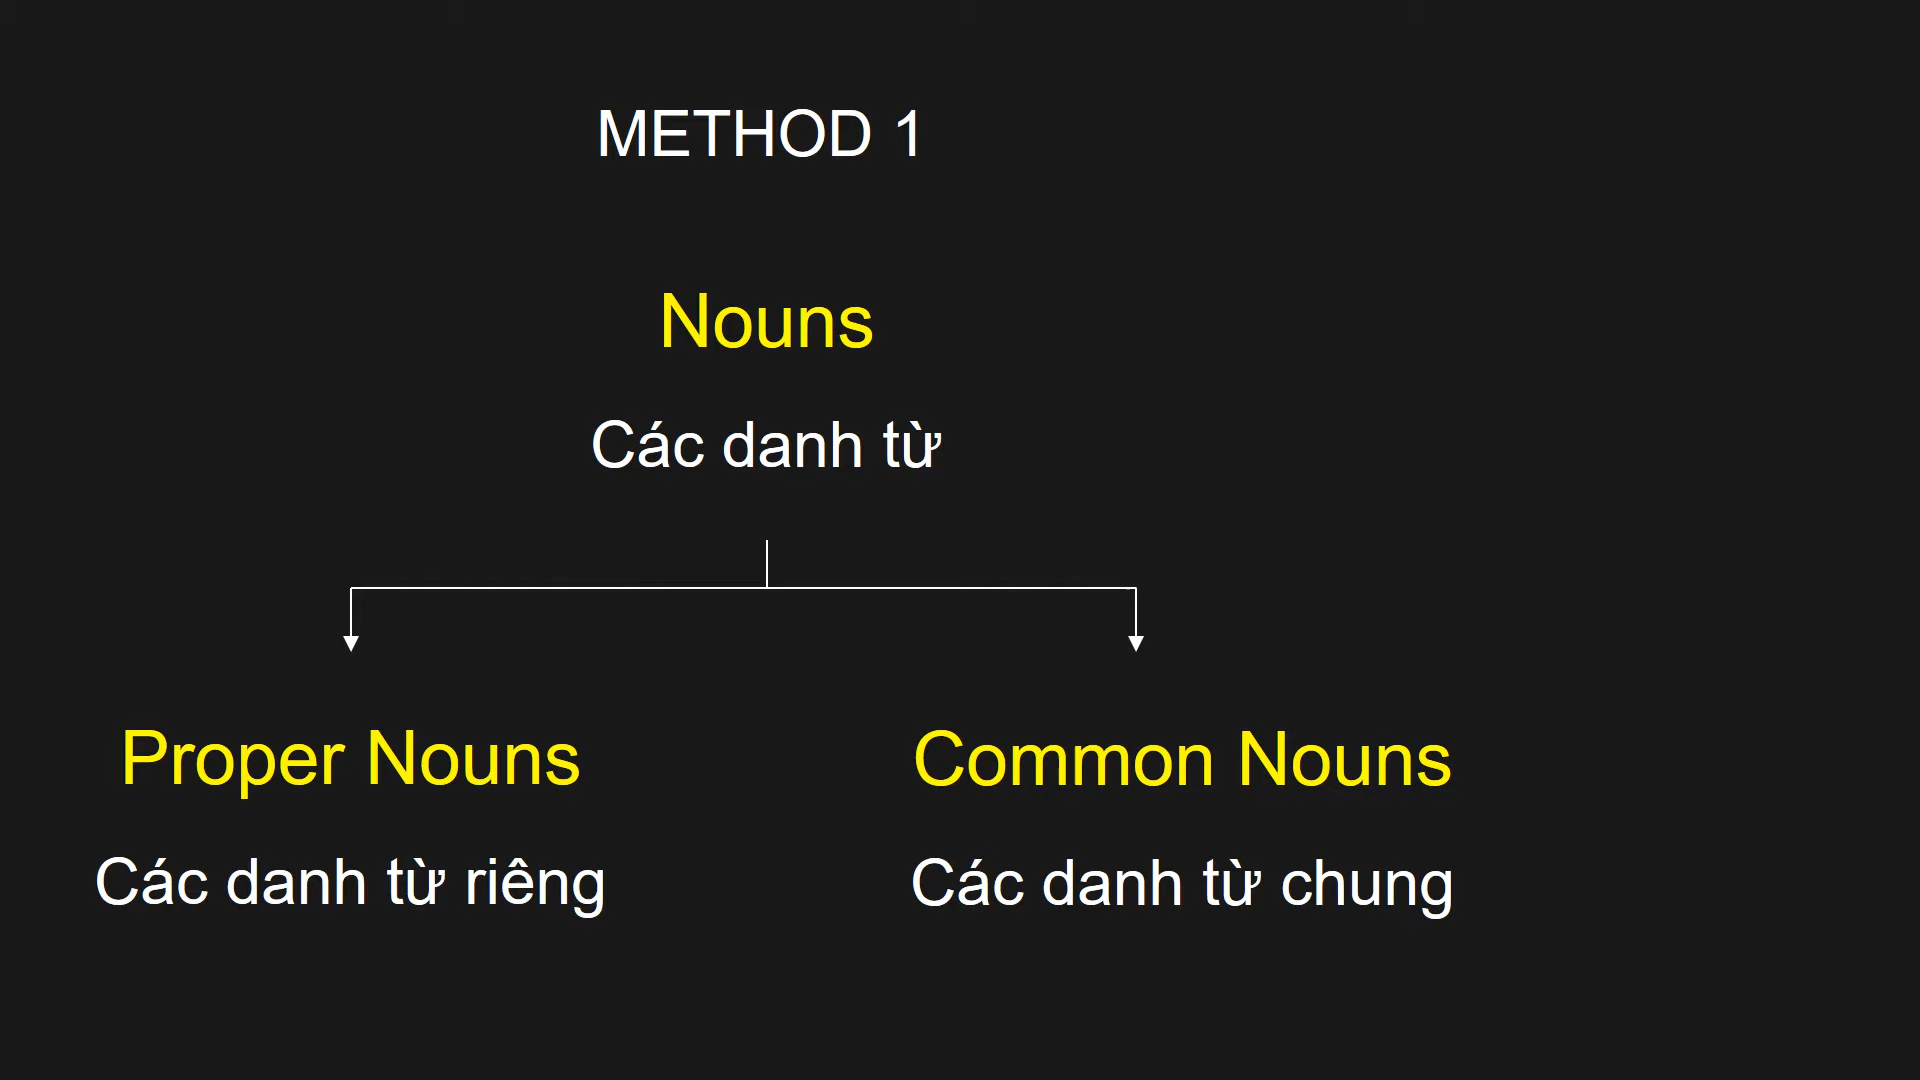 METHOD 1
Nouns
Các danh từ
Proper Nouns
Common Nouns
Các danh từ riêng
Các danh từ chung